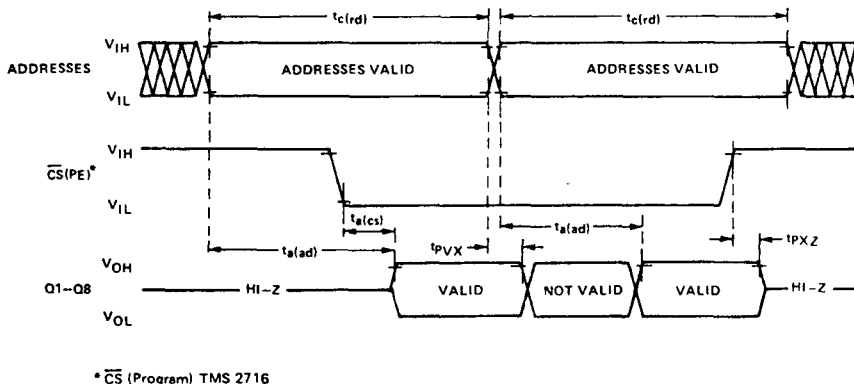 tc(rd) tc(rd)
VIH
ADDRESSES ADDRESSES VALID ADDRESSES VALID
VIL
VIH
CS(PE)*
VIL
ta(cs) ta(ad) tPXZ
ta(ad) tPVX
VOH
Q1–Q8 HI–Z VALID NOT VALID VALID HI–Z
VOL
* CS (Program) TMS 2716